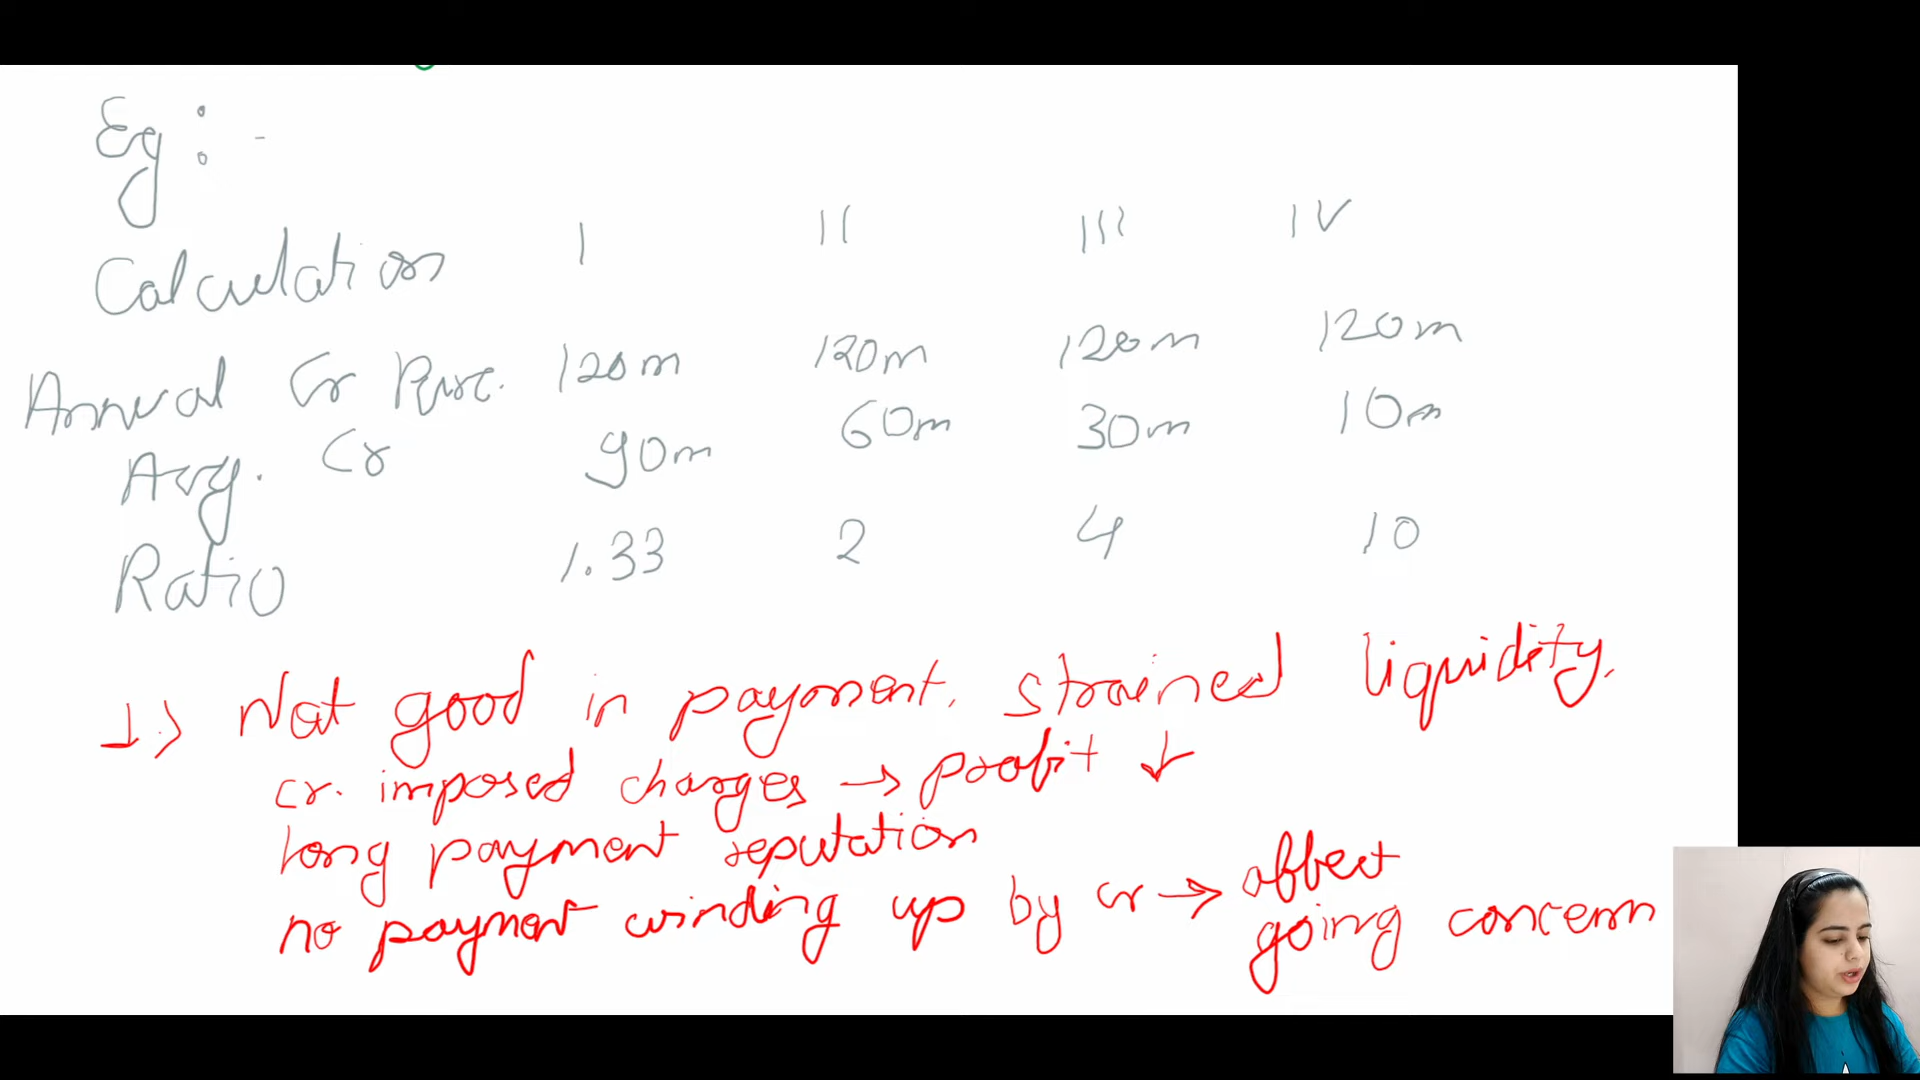 Eg : -
Calculation I II III IV
Annual Cr Purc. 120m 120m 120m 120m
Avg. Cr 90m 60m 30m 10m
Ratio 1.33 2 4 10
1.> Not good in payment. strained liquidity.
cr. imposed charges → profit ↓
long payment reputation
no payment winding up by cr → affect
going concern